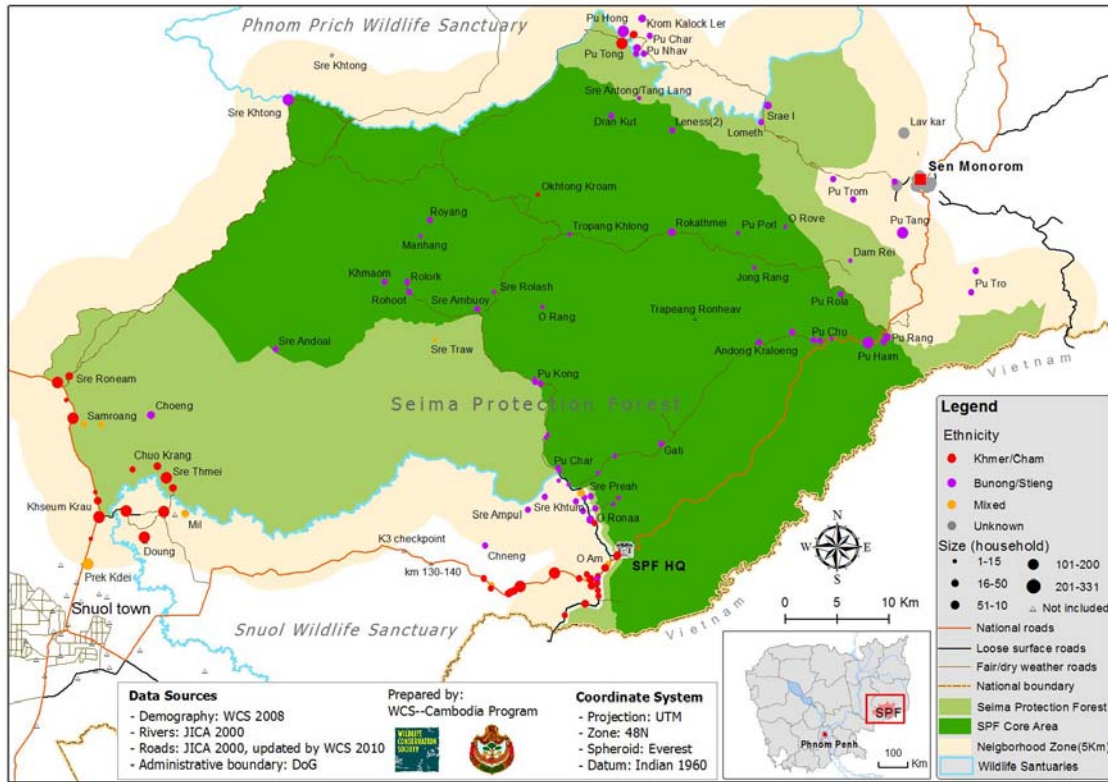 Phnom Prich Wildlife Sanctuary
Pu Hong
Krom Kalock Ler
Pu Char
Pu Tong
Pu Nhav
Sre Khtong
Sre Khtong
Sre Antong/Tang Lang
Dran Kut
Leness(2)
Srae I
Lometh
Lav kar
Sen Monorom
Okhtong Kroam
Pu Trom
Royang
Manhang
Tropang Khlong
Rokathmei
Pu Porl
O Rove
Pu Tang
Dam Rei
Khmaom
Rolork
Rohoot
Sre Rolash
Sre Ambuoy
O Rang
Jong Rang
Pu Tro
Trapeang Ronheav
Pu Rola
Sre Andoal
Sre Traw
Andong Kraloeng
Pu Chu
Pu Rang
Pu Haim
Vietnam
Sre Roneam
Choeng
Samroang
Pu Kong
Seima Protection Forest
Chuo Krang
Sre Thmei
Gati
Pu Char
Sre Preah
Khseum Krau
Mil
Sre Ampul
Sre Khtum
O Ronaa
Doung
K3 checkpoint
Chneng
O Am
SPF HQ
Prek Kdei
km 130-140
Snuol town
Snuol Wildlife Sanctuary
Vietnam
N
W
E
S
0
5
10 Km
Legend
Ethnicity
Khmer/Cham
Bunong/Stieng
Mixed
Unknown
Size (household)
1-15
101-200
16-50
201-331
51-10
Not included
National roads
Loose surface roads
Fair/dry weather roads
National boundary
Seima Protection Forest
SPF Core Area
Neigborhood Zone(5Km)
Wildlife Santuaries
SPF
Phnom Penh
100
Km
Data Sources
- Demography: WCS 2008
- Rivers: JICA 2000
- Roads: JICA 2000, updated by WCS 2010
- Administrative boundary: DoG
Prepared by:
WCS--Cambodia Program
WILDLIFE
CONSERVATION
SOCIETY
Coordinate System
- Projection: UTM
- Zone: 48N
- Spheroid: Everest
- Datum: Indian 1960